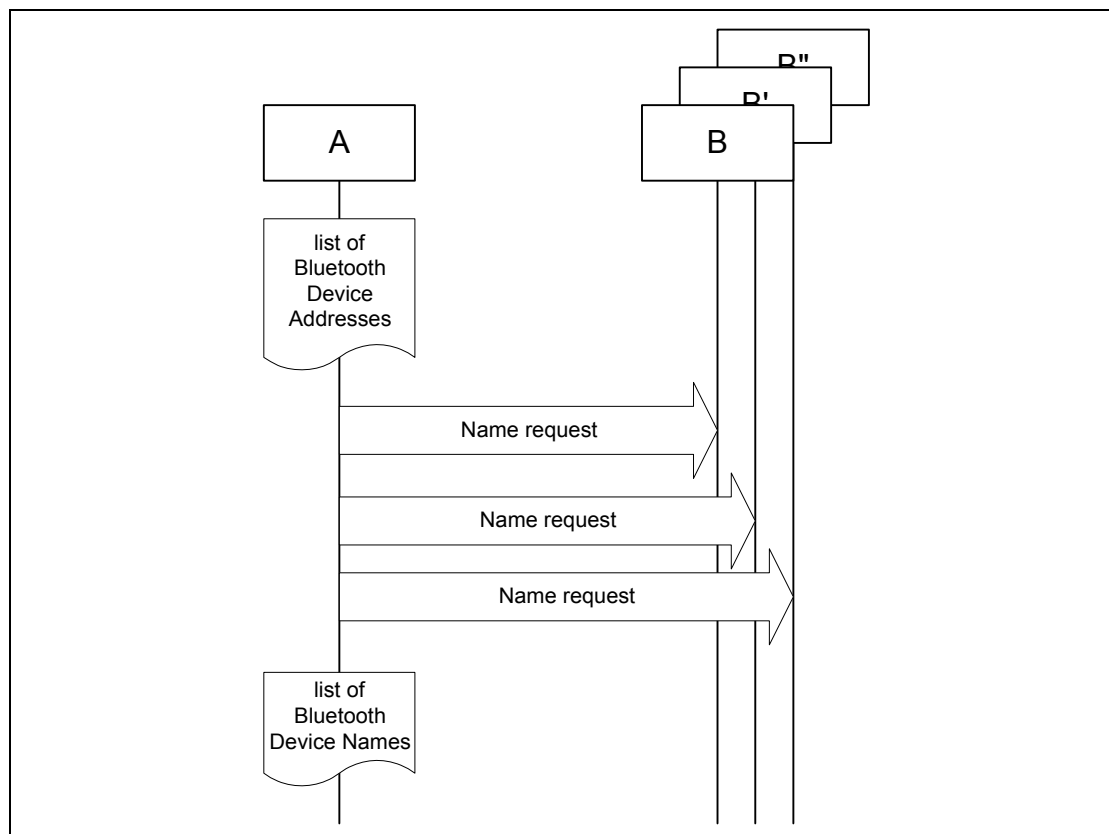 B"
B'
A
B
list of
Bluetooth
Device
Addresses
Name request
Name request
Name request
list of
Bluetooth
Device Names